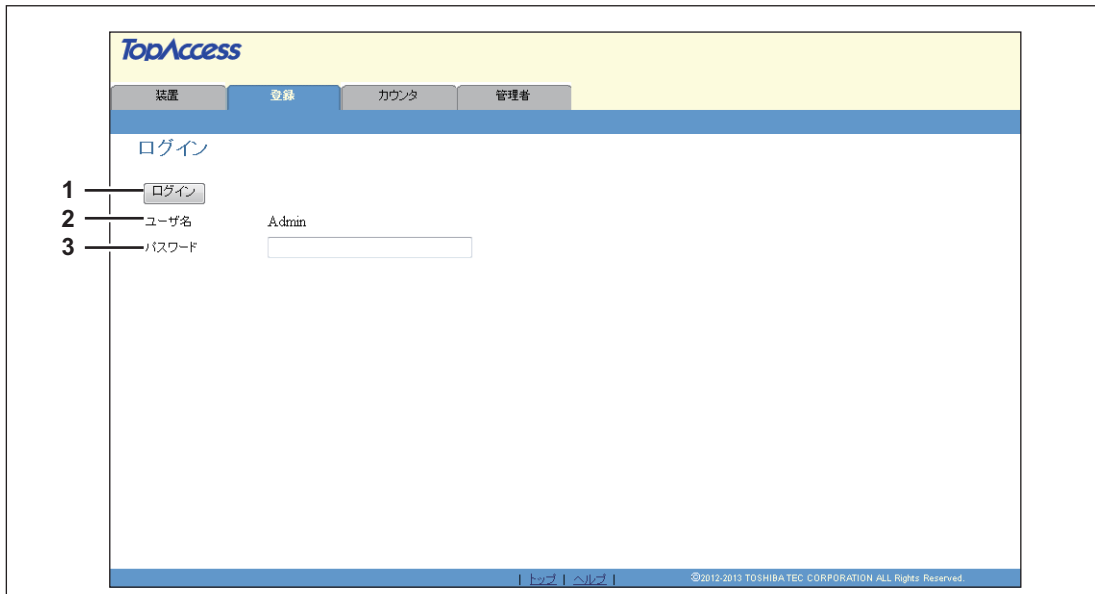 TopAccess
装置 登録 カウンタ 管理者
ログイン
1 ログイン
2 ユーザ名 Admin
3 パスワード
| トップ | ヘルプ | ©2012-2013 TOSHIBA TEC CORPORATION ALL Rights Reserved.